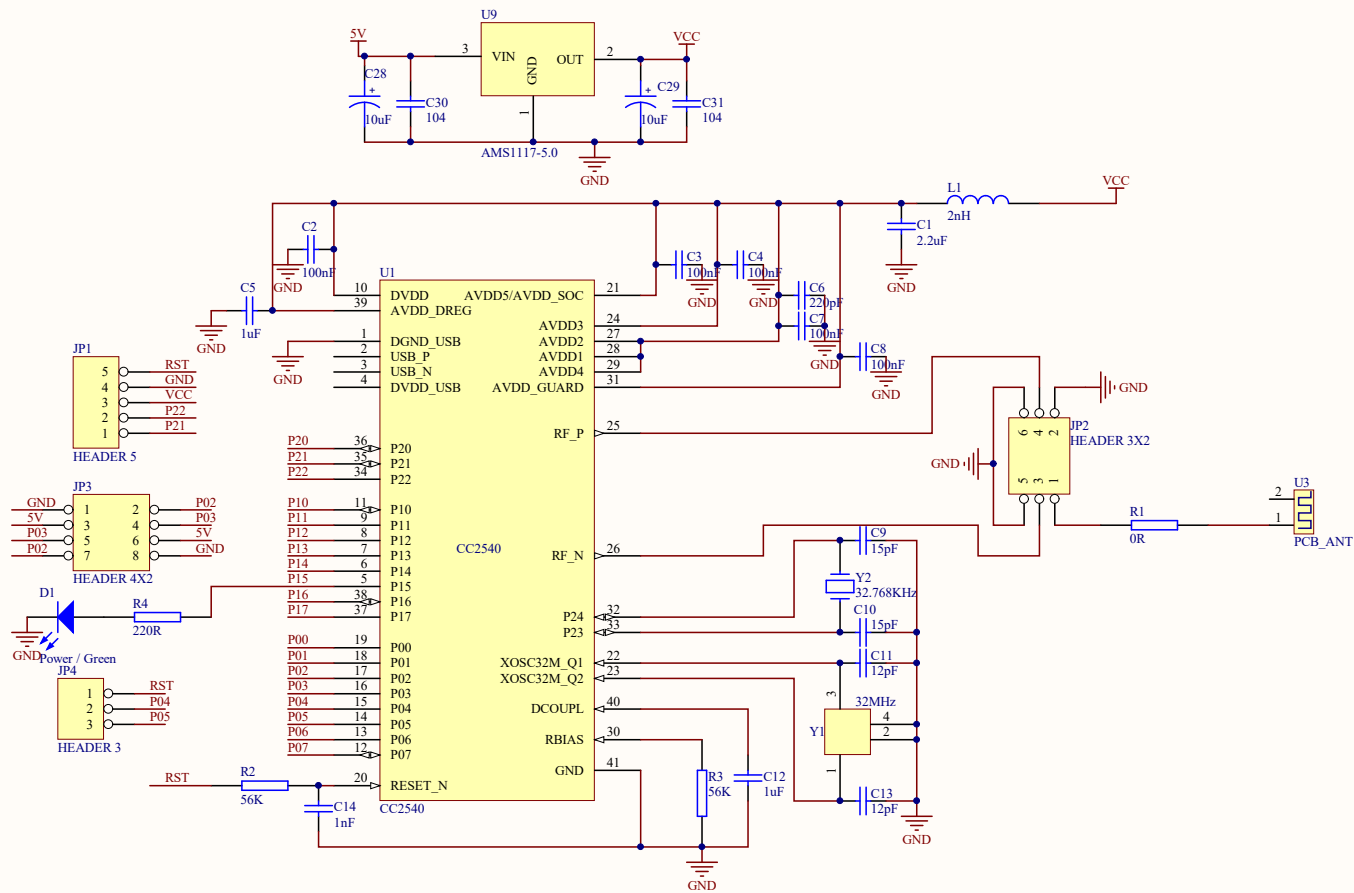 U9
5V
3
VIN
GND
OUT
2
VCC
1
C28
10uF
C30
104
C29
10uF
C31
104
AMS1117-5.0
GND
VCC
L1
2nH
C1
2.2uF
GND
C2
100nF
GND
C5
1uF
GND
GND
C3
100nF
GND
C4
100nF
GND
C6
220pF
C7
100nF
GND
C8
100nF
GND
U1
10 DVDD
39 AVDD_DREG
1 DGND_USB
2 USB_P
3 USB_N
4 DVDD_USB
P20 36 P20
P21 35 P21
P22 34 P22
P10 11 P10
P11 9 P11
P12 8 P12
P13 7 P13
P14 6 P14
P15 5 P15
P16 38 P16
P17 37 P17
P00 19 P00
P01 18 P01
P02 17 P02
P03 16 P03
P04 15 P04
P05 14 P05
P06 13 P06
P07 12 P07
20 RESET_N
CC2540
CC2540
AVDD5/AVDD_SOC 21
AVDD3 24
AVDD2 27
AVDD1 28
AVDD4 29
AVDD_GUARD 31
RF_P 25
RF_N 26
P24 32
P23 33
XOSC32M_Q1 22
XOSC32M_Q2 23
DCOUPL 40
RBIAS 30
GND 41
JP1
5 RST
4 GND
3 VCC
2 P22
1 P21
HEADER 5
JP3
GND 1 2 P02
5V 3 4 P03
P03 5 6 5V
P02 7 8 GND
HEADER 4X2
D1
R4
220R
GND
Power / Green
JP4
1 RST
2 P04
3 P05
HEADER 3
RST
R2
56K
C14
1nF
R3
56K
C12
1uF
GND
C9
15pF
Y2
32.768KHz
C10
15pF
C11
12pF
32MHz
Y1
3
4
2
1
C13
12pF
GND
GND
JP2
HEADER 3X2
6 4 2
5 3 1
GND
R1
0R
U3
2
1
PCB_ANT